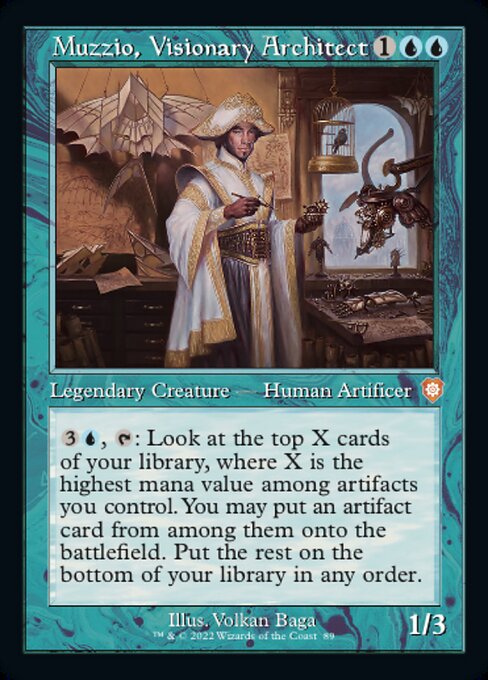 Muzzio, Visionary Architect 1
Legendary Creature — Human Artificer
3 , : Look at the top X cards
of your library, where X is the
highest mana value among artifacts
you control. You may put an artifact
card from among them onto the
battlefield. Put the rest on the
bottom of your library in any order.
Illus. Volkan Baga
™ & © 2022 Wizards of the Coast 89
1/3